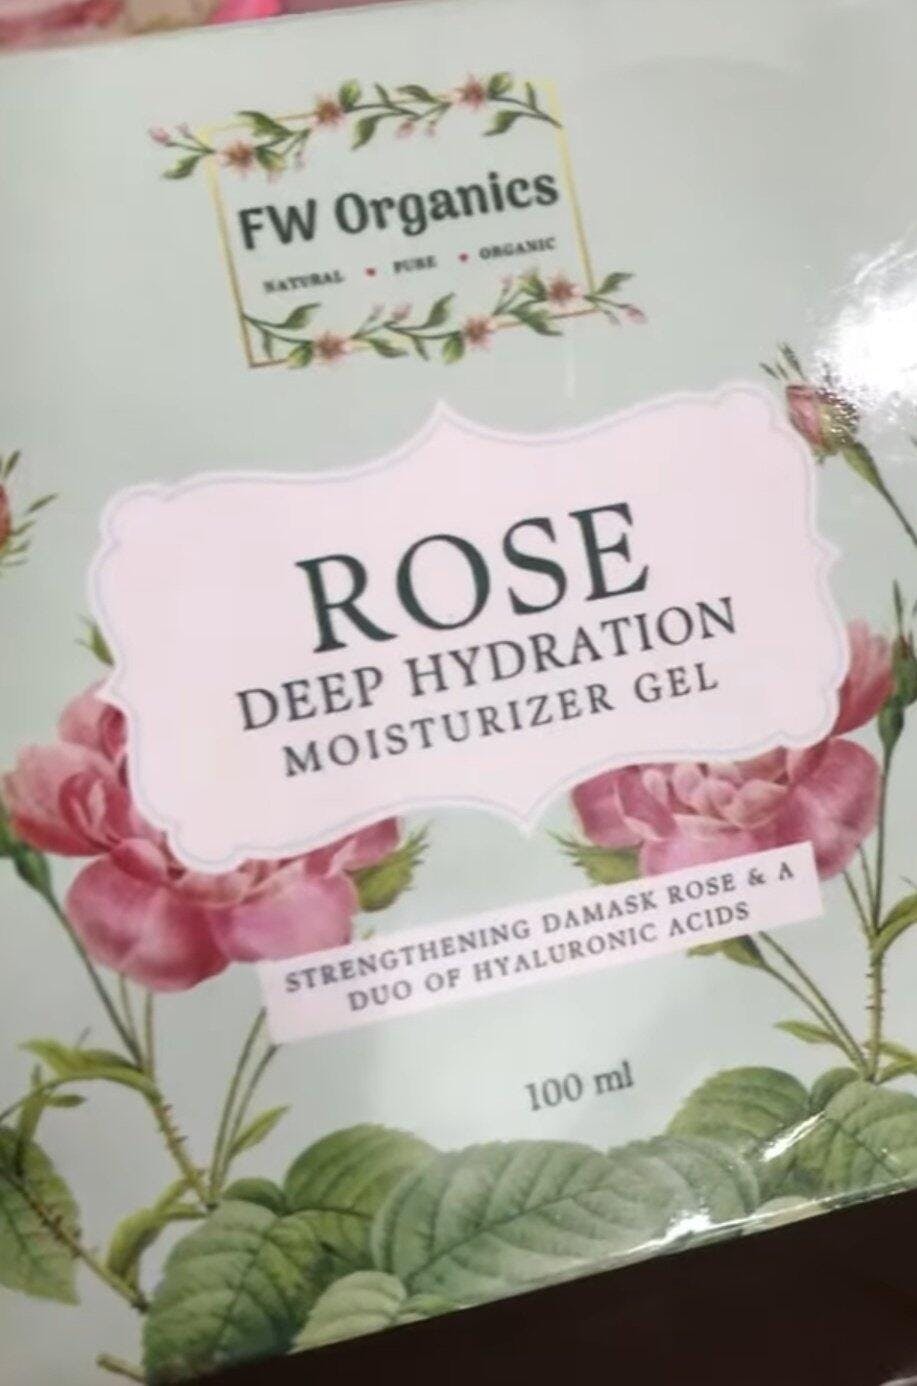 FW Organics
NATURAL • PURE • ORGANIC
ROSE
DEEP HYDRATION
MOISTURIZER GEL
STRENGTHENING DAMASK ROSE & A
DUO OF HYALURONIC ACIDS
100 ml